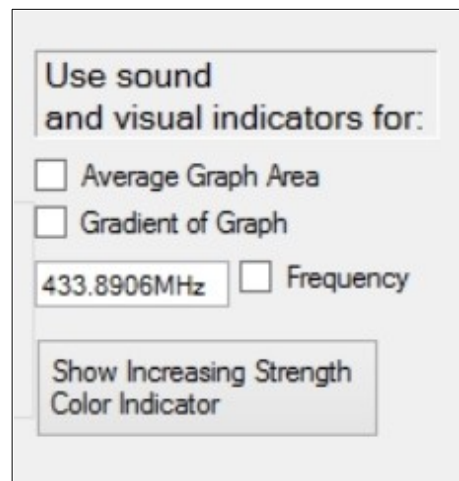 Use sound
and visual indicators for:
Average Graph Area
Gradient of Graph
433.8906MHz Frequency
Show Increasing Strength
Color Indicator